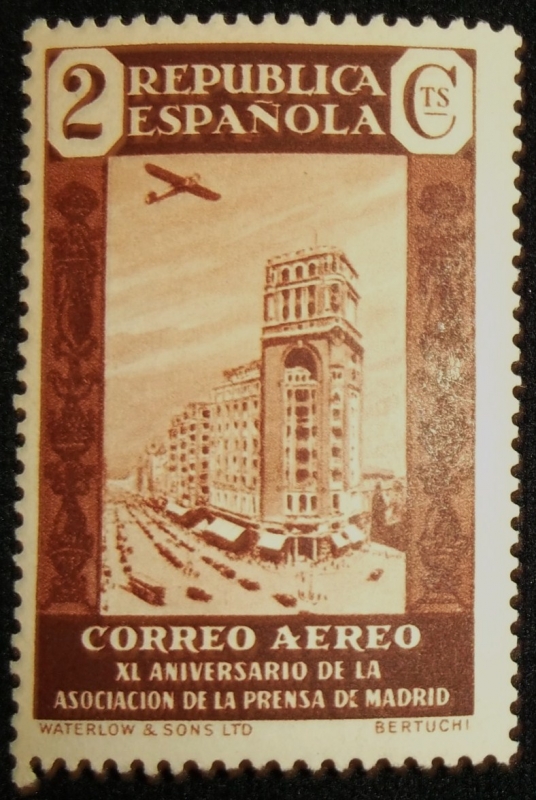 2 REPUBLICA CTS
ESPAÑOLA
CORREO AEREO
XL ANIVERSARIO DE LA
ASOCIACION DE LA PRENSA DE MADRID
WATERLOW & SONS LTD BERTUCHI